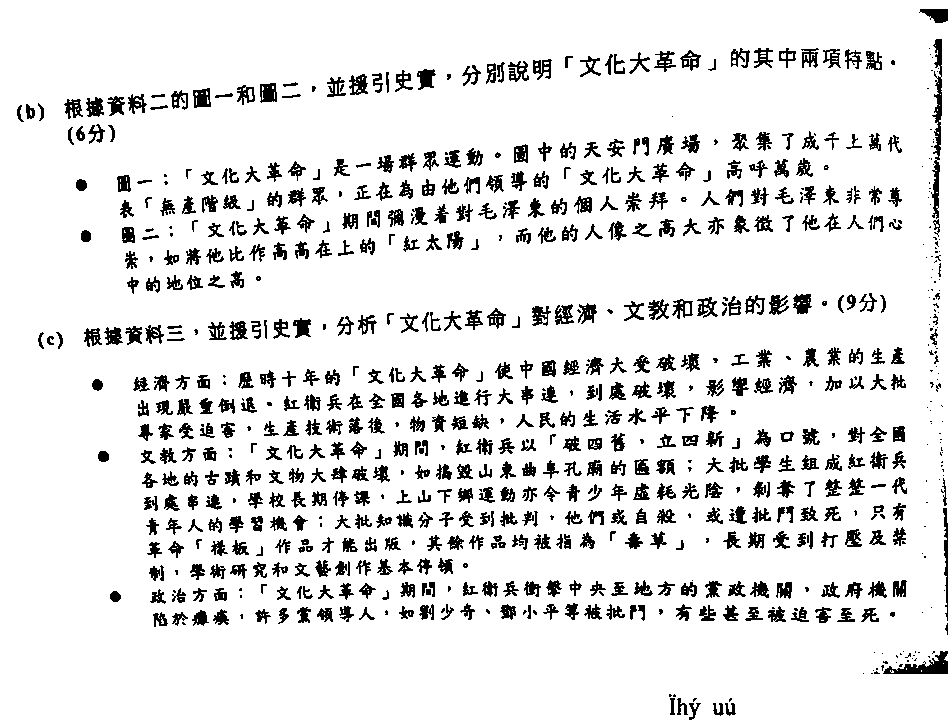 (b) 根據資料二的圖一和圖二，並援引史實，分別說明「文化大革命」的其中兩項特點。
(6分)
● 圖一：「文化大革命」是一場群眾運動。圖中的天安門廣場，聚集了成千上萬代
表「無產階級」的群眾，正在為由他們領導的「文化大革命」高呼萬歲。
● 圖二：「文化大革命」期間彌漫着對毛澤東的個人崇拜。人們對毛澤東非常尊
崇，如將他比作高高在上的「紅太陽」，而他的人像之高大亦象徵了他在人們心
中的地位之高。
(c) 根據資料三，並援引史實，分析「文化大革命」對經濟、文教和政治的影響。(9分)
● 經濟方面：歷時十年的「文化大革命」使中國經濟大受破壞，工業、農業的生產
出現嚴重倒退。紅衛兵在全國各地進行大串連，到處破壞，影響經濟，加以大批
專家受迫害，生產技術落後，物資短缺，人民的生活水平下降。
● 文教方面：「文化大革命」期間，紅衛兵以「破四舊，立四新」為口號，對全國
各地的古蹟和文物大肆破壞，如搗毀山東曲阜孔廟的匾額；大批學生組成紅衛兵
到處串連，學校長期停課，上山下鄉運動亦令青少年虛耗光陰，剝奪了整整一代
青年人的學習機會；大批知識分子受到批判，他們或自殺，或遭批鬥致死，只有
革命「樣板」作品才能出版，其餘作品均被指為「毒草」，長期受到打壓及禁
制，學術研究和文藝創作基本停頓。
● 政治方面：「文化大革命」期間，紅衛兵衝擊中央至地方的黨政機關，政府機關
陷於癱瘓，許多黨領導人，如劉少奇、鄧小平等被批鬥，有些甚至被迫害至死。
Ïhý uú